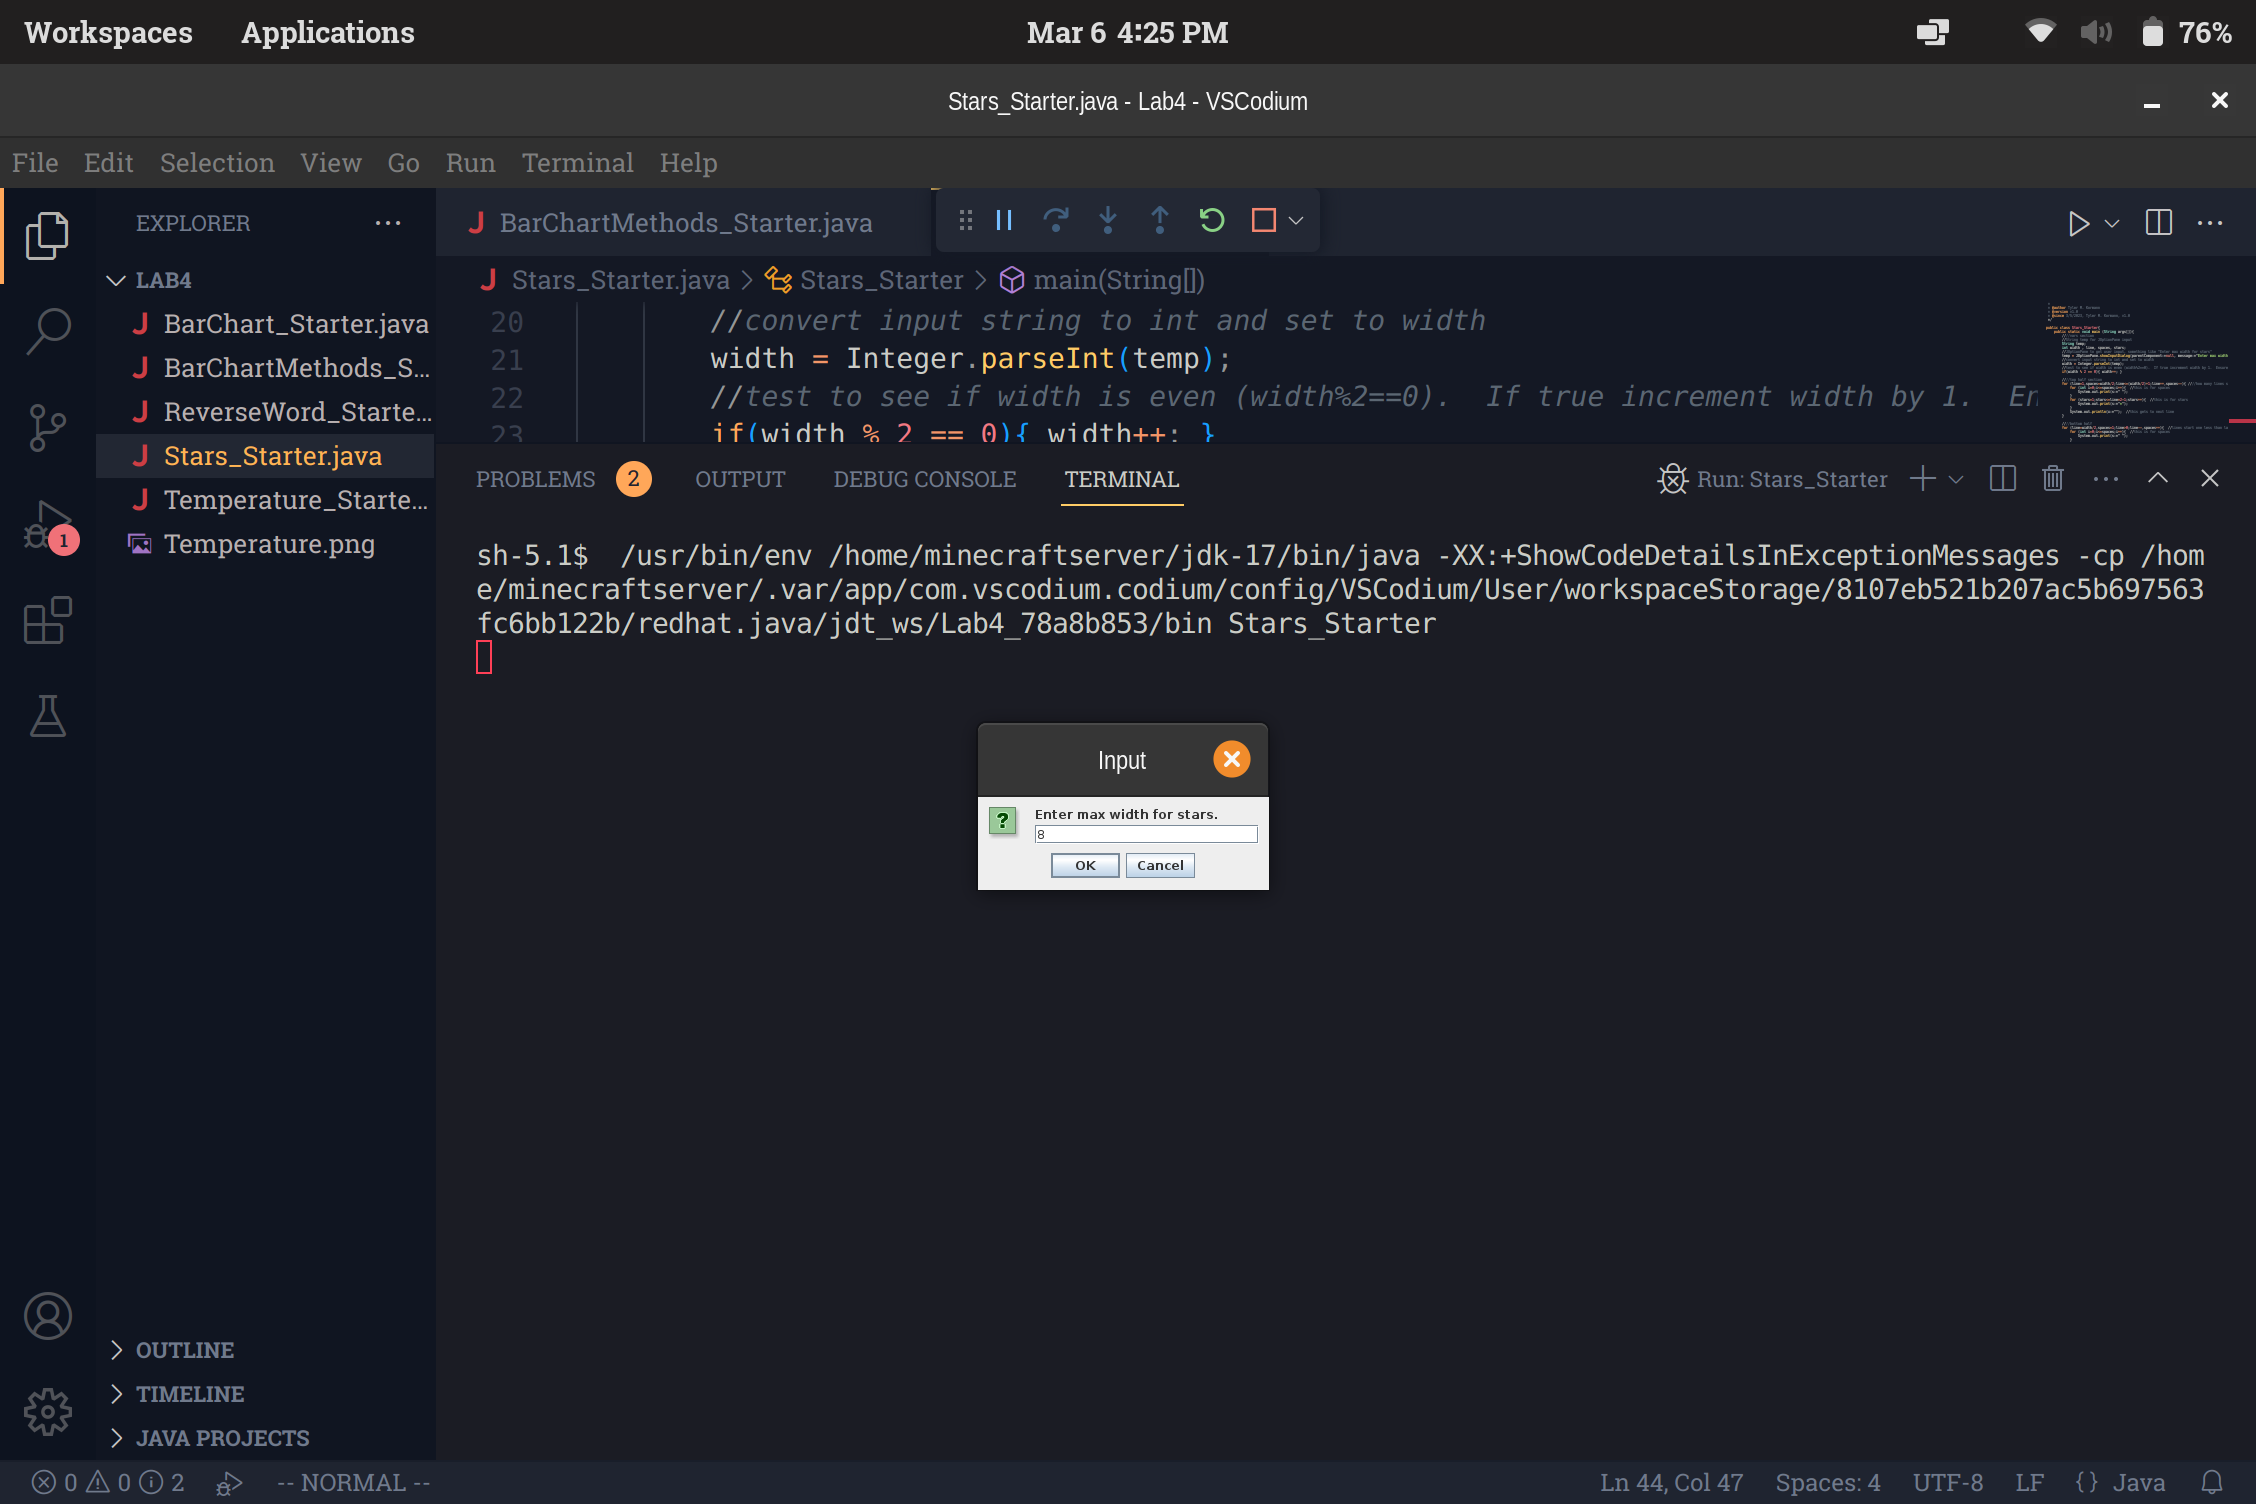 Workspaces Applications Mar 6 4:25 PM 76%
Stars_Starter.java - Lab4 - VSCodium
File Edit Selection View Go Run Terminal Help
EXPLORER
LAB4
BarChart_Starter.java
BarChartMethods_S...
ReverseWord_Starte...
Stars_Starter.java
Temperature_Starte...
Temperature.png
1
OUTLINE
TIMELINE
JAVA PROJECTS
BarChartMethods_Starter.java
Stars_Starter.java > Stars_Starter > main(String[])
20 //convert input string to int and set to width
21 width = Integer.parseInt(temp);
22 //test to see if width is even (width%2==0).  If true increment width by 1.  En
23 if(width % 2 == 0){ width++; }
PROBLEMS 2 OUTPUT DEBUG CONSOLE TERMINAL Run: Stars_Starter
sh-5.1$  /usr/bin/env /home/minecraftserver/jdk-17/bin/java -XX:+ShowCodeDetailsInExceptionMessages -cp /hom
e/minecraftserver/.var/app/com.vscodium.codium/config/VSCodium/User/workspaceStorage/8107eb521b207ac5b697563
fc6bb122b/redhat.java/jdt_ws/Lab4_78a8b853/bin Stars_Starter
Input
Enter max width for stars.
8
OK Cancel
0 0 2 -- NORMAL -- Ln 44, Col 47 Spaces: 4 UTF-8 LF {} Java